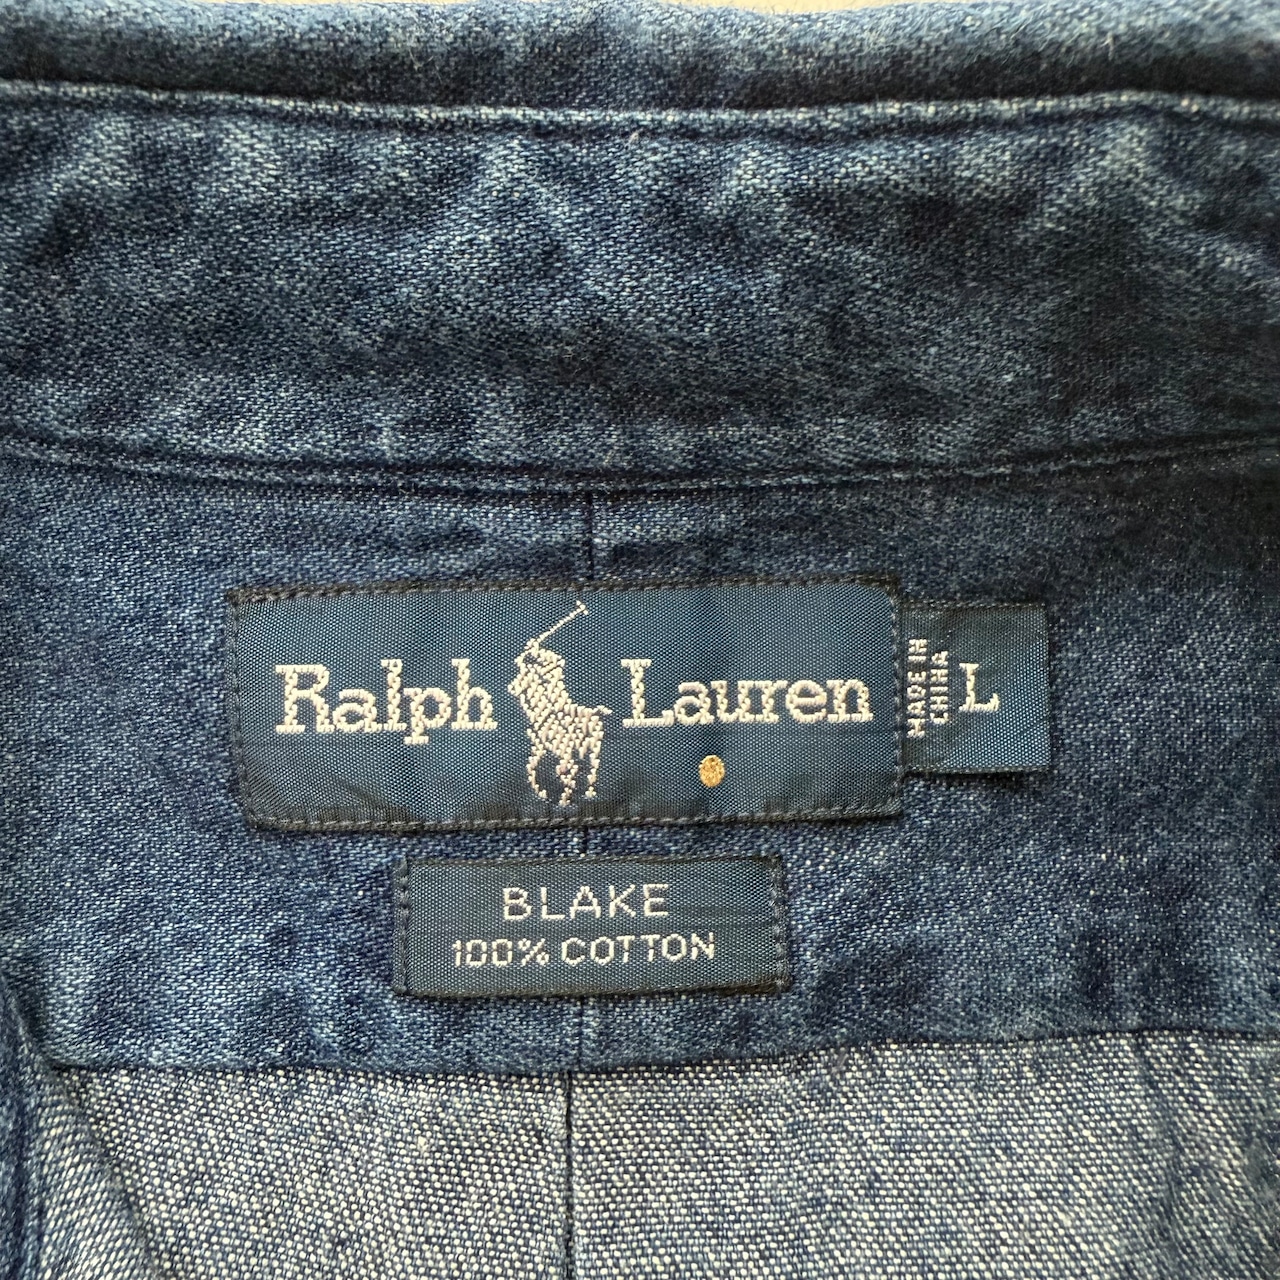 Ralph Lauren
MADE IN
CHINA
L
BLAKE
100% COTTON